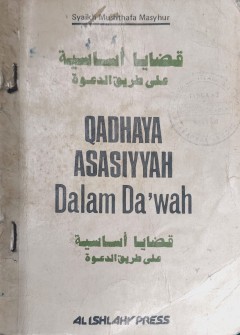 Syaikh Mushthafa Masyhur
قضايا أساسية
على طريق الدعوة
QADHAYA
ASASIYYAH
Dalam Da'wah
قضايا أساسية
على طريق الدعوة
AL ISHLAHY PRESS